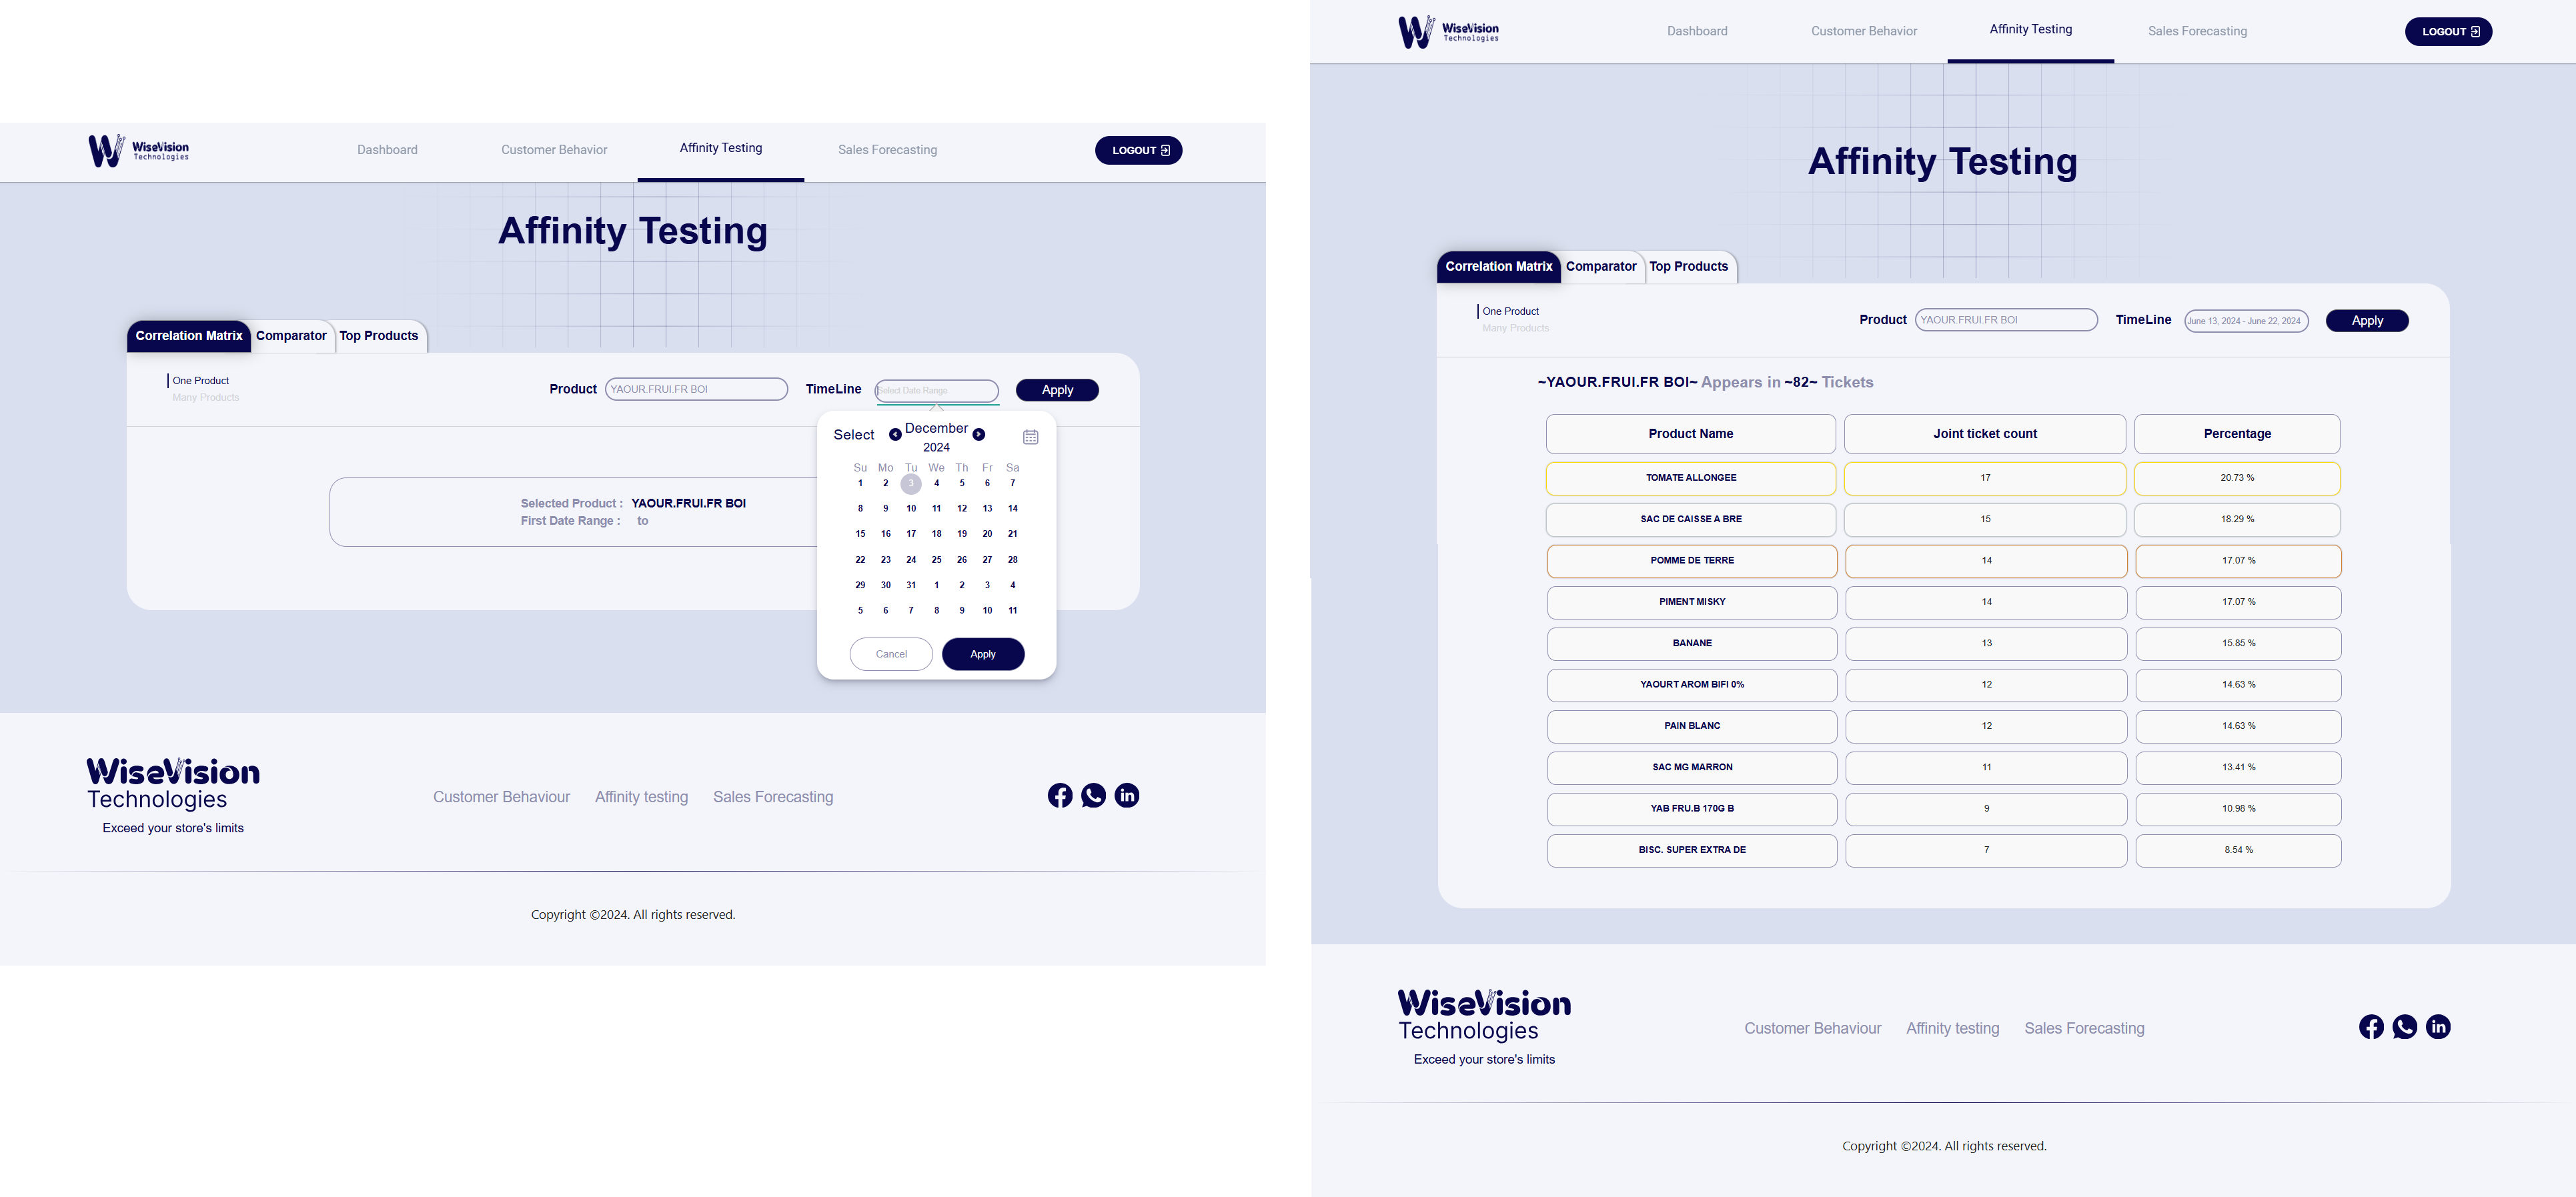 WiseVision
Technologies
Dashboard
Customer Behavior
Affinity Testing
Sales Forecasting
LOGOUT
Affinity Testing
Correlation Matrix
Comparator
Top Products
One Product
Many Products
Product
YAOUR.FRUI.FR BOI
TimeLine
Select Date Range
Apply
Selected Product : YAOUR.FRUI.FR BOI
First Date Range : to
Select
December
2024
Su Mo Tu We Th Fr Sa
1 2 3 4 5 6 7
8 9 10 11 12 13 14
15 16 17 18 19 20 21
22 23 24 25 26 27 28
29 30 31 1 2 3 4
5 6 7 8 9 10 11
Cancel
Apply
WiseVision
Technologies
Exceed your store's limits
Customer Behaviour
Affinity testing
Sales Forecasting
Copyright ©2024. All rights reserved.
WiseVision
Technologies
Dashboard
Customer Behavior
Affinity Testing
Sales Forecasting
LOGOUT
Affinity Testing
Correlation Matrix
Comparator
Top Products
One Product
Many Products
Product
YAOUR.FRUI.FR BOI
TimeLine
June 13, 2024 - June 22, 2024
Apply
~YAOUR.FRUI.FR BOI~ Appears in ~82~ Tickets
Product Name Joint ticket count Percentage
TOMATE ALLONGEE 17 20.73 %
SAC DE CAISSE A BRE 15 18.29 %
POMME DE TERRE 14 17.07 %
PIMENT MISKY 14 17.07 %
BANANE 13 15.85 %
YAOURT AROM BIFI 0% 12 14.63 %
PAIN BLANC 12 14.63 %
SAC MG MARRON 11 13.41 %
YAB FRU.B 170G B 9 10.98 %
BISC. SUPER EXTRA DE 7 8.54 %
WiseVision
Technologies
Exceed your store's limits
Customer Behaviour
Affinity testing
Sales Forecasting
Copyright ©2024. All rights reserved.